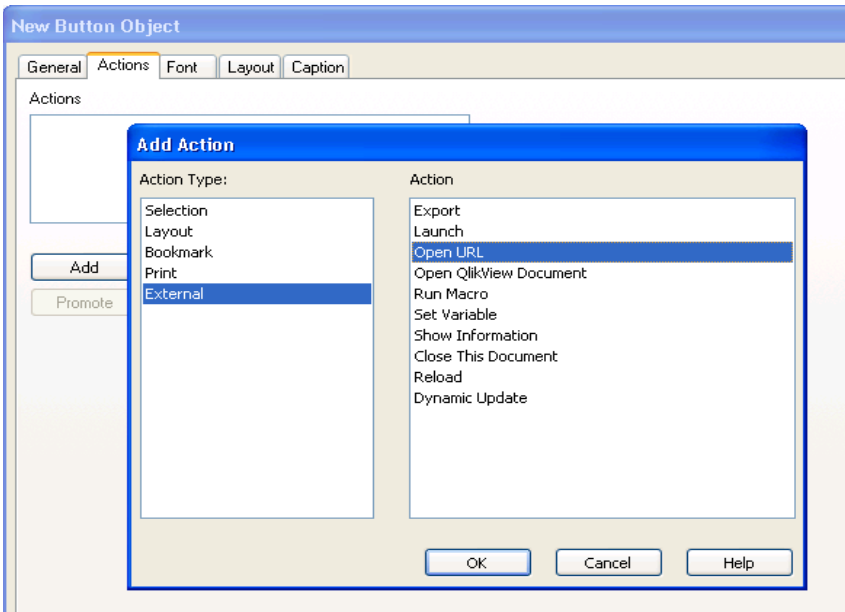 New Button Object
General Actions Font Layout Caption
Actions
Add Action
Action Type: Action
Selection
Layout
Bookmark
Print
External
Export
Launch
Open URL
Open QlikView Document
Run Macro
Set Variable
Show Information
Close This Document
Reload
Dynamic Update
Add
Promote
OK Cancel Help